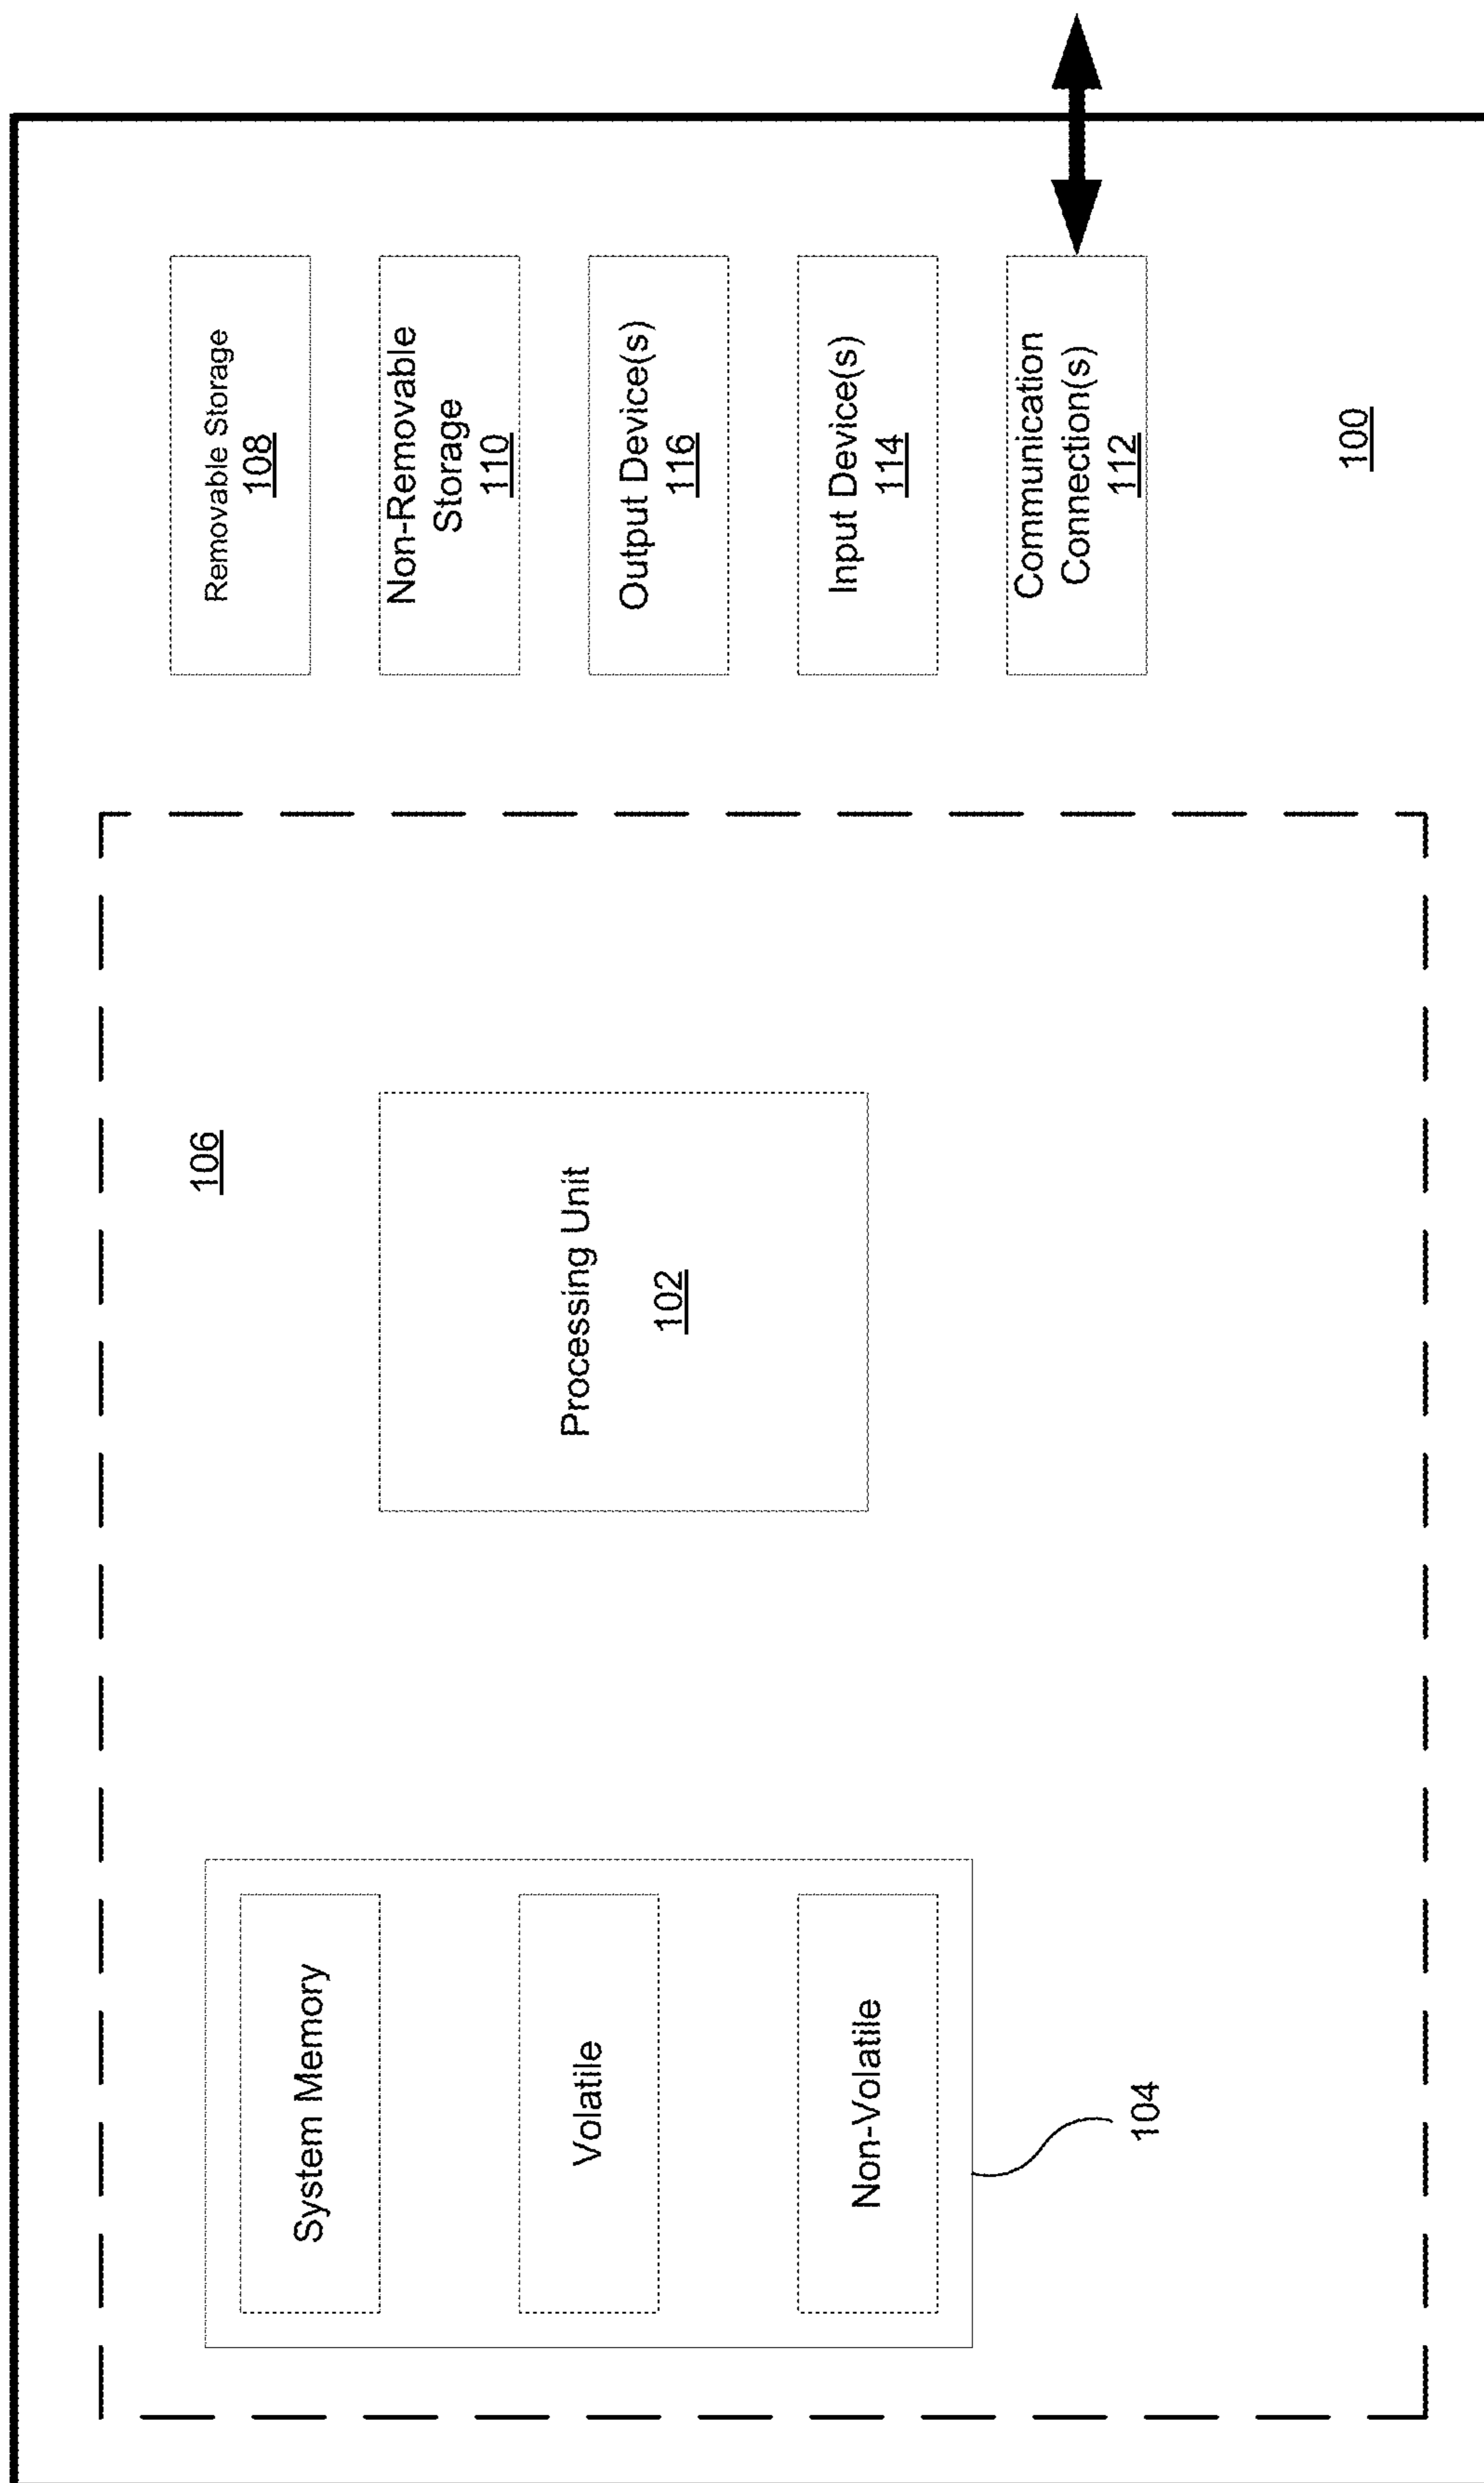 System Memory
Volatile
Non-Volatile
104
106
Processing Unit
102
Removable Storage
108
Non-Removable
Storage
110
Output Device(s)
116
Input Device(s)
114
Communication
Connection(s)
112
100